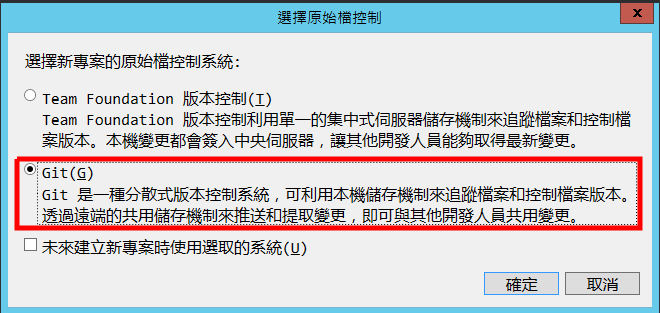 選擇原始檔控制
x
選擇新專案的原始檔控制系統:
Team Foundation 版本控制(T)
Team Foundation 版本控制利用單一的集中式伺服器儲存機制來追蹤檔案和控制檔
案版本。本機變更都會簽入中央伺服器，讓其他開發人員能夠取得最新變更。
Git(G)
Git 是一種分散式版本控制系統，可利用本機儲存機制來追蹤檔案和控制檔案版本。
透過遠端的共用儲存機制來推送和提取變更，即可與其他開發人員共用變更。
未來建立新專案時使用選取的系統(U)
確定
取消